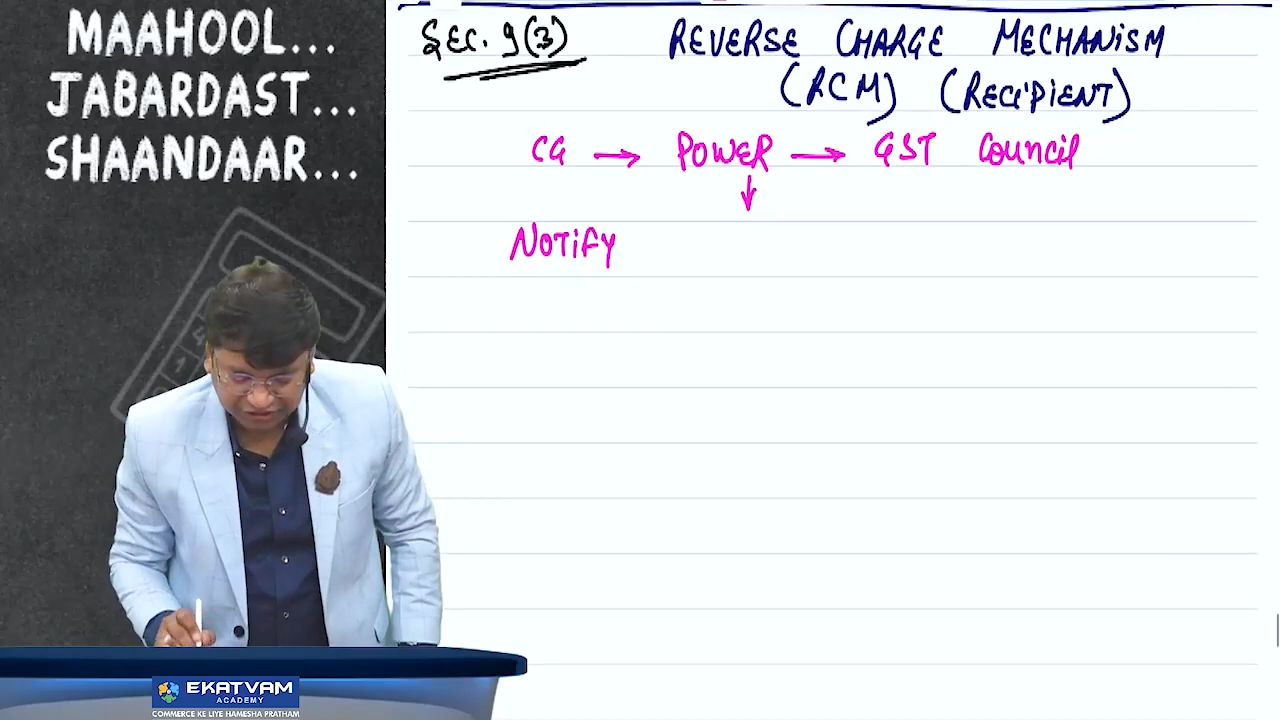 MAAHOOL...
JABARDAST...
SHAANDAAR...
SEC. 9(3)
REVERSE CHARGE MECHANISM
(RCM) (RECIPIENT)
CG → POWER → GST COUNCIL
↓
NOTIFY
EKATVAM
ACADEMY
COMMERCE KE LIYE HAMESHA PRATHAM